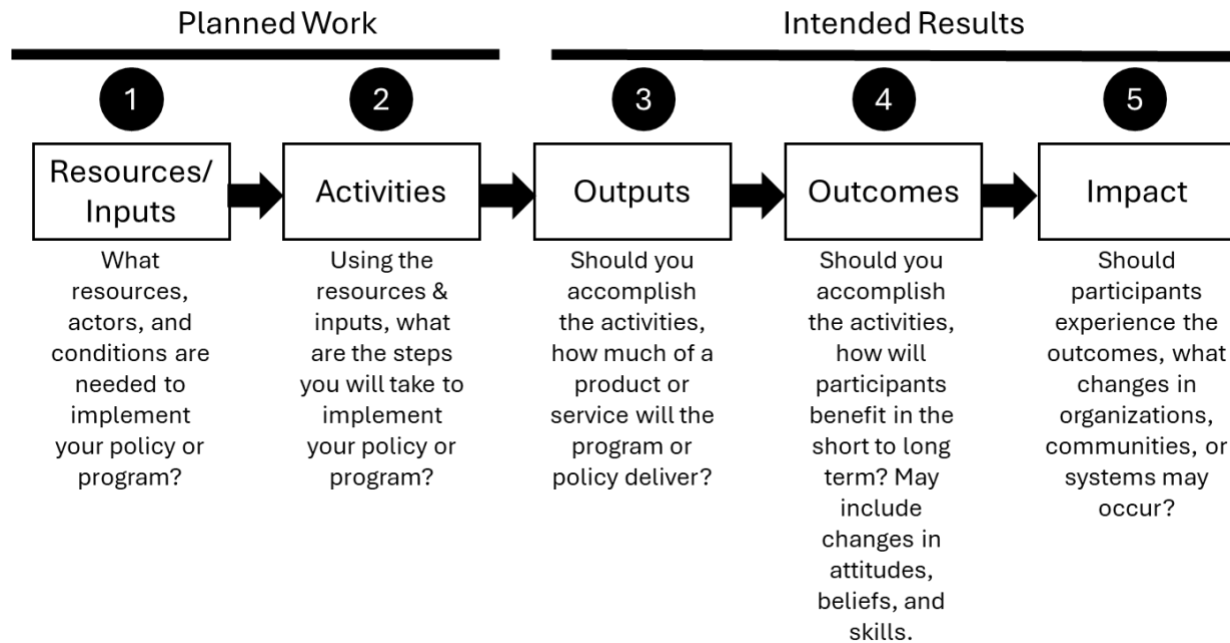 Planned Work
Intended Results
1
2
3
4
5
Resources/
Inputs
Activities
Outputs
Outcomes
Impact
What
resources,
actors, and
conditions are
needed to
implement
your policy or
program?
Using the
resources &
inputs, what
are the steps
you will take to
implement
your policy or
program?
Should you
accomplish
the activities,
how much of a
product or
service will the
program or
policy deliver?
Should you
accomplish
the activities,
how will
participants
benefit in the
short to long
term? May
include
changes in
attitudes,
beliefs, and
skills.
Should
participants
experience the
outcomes, what
changes in
organizations,
communities, or
systems may
occur?